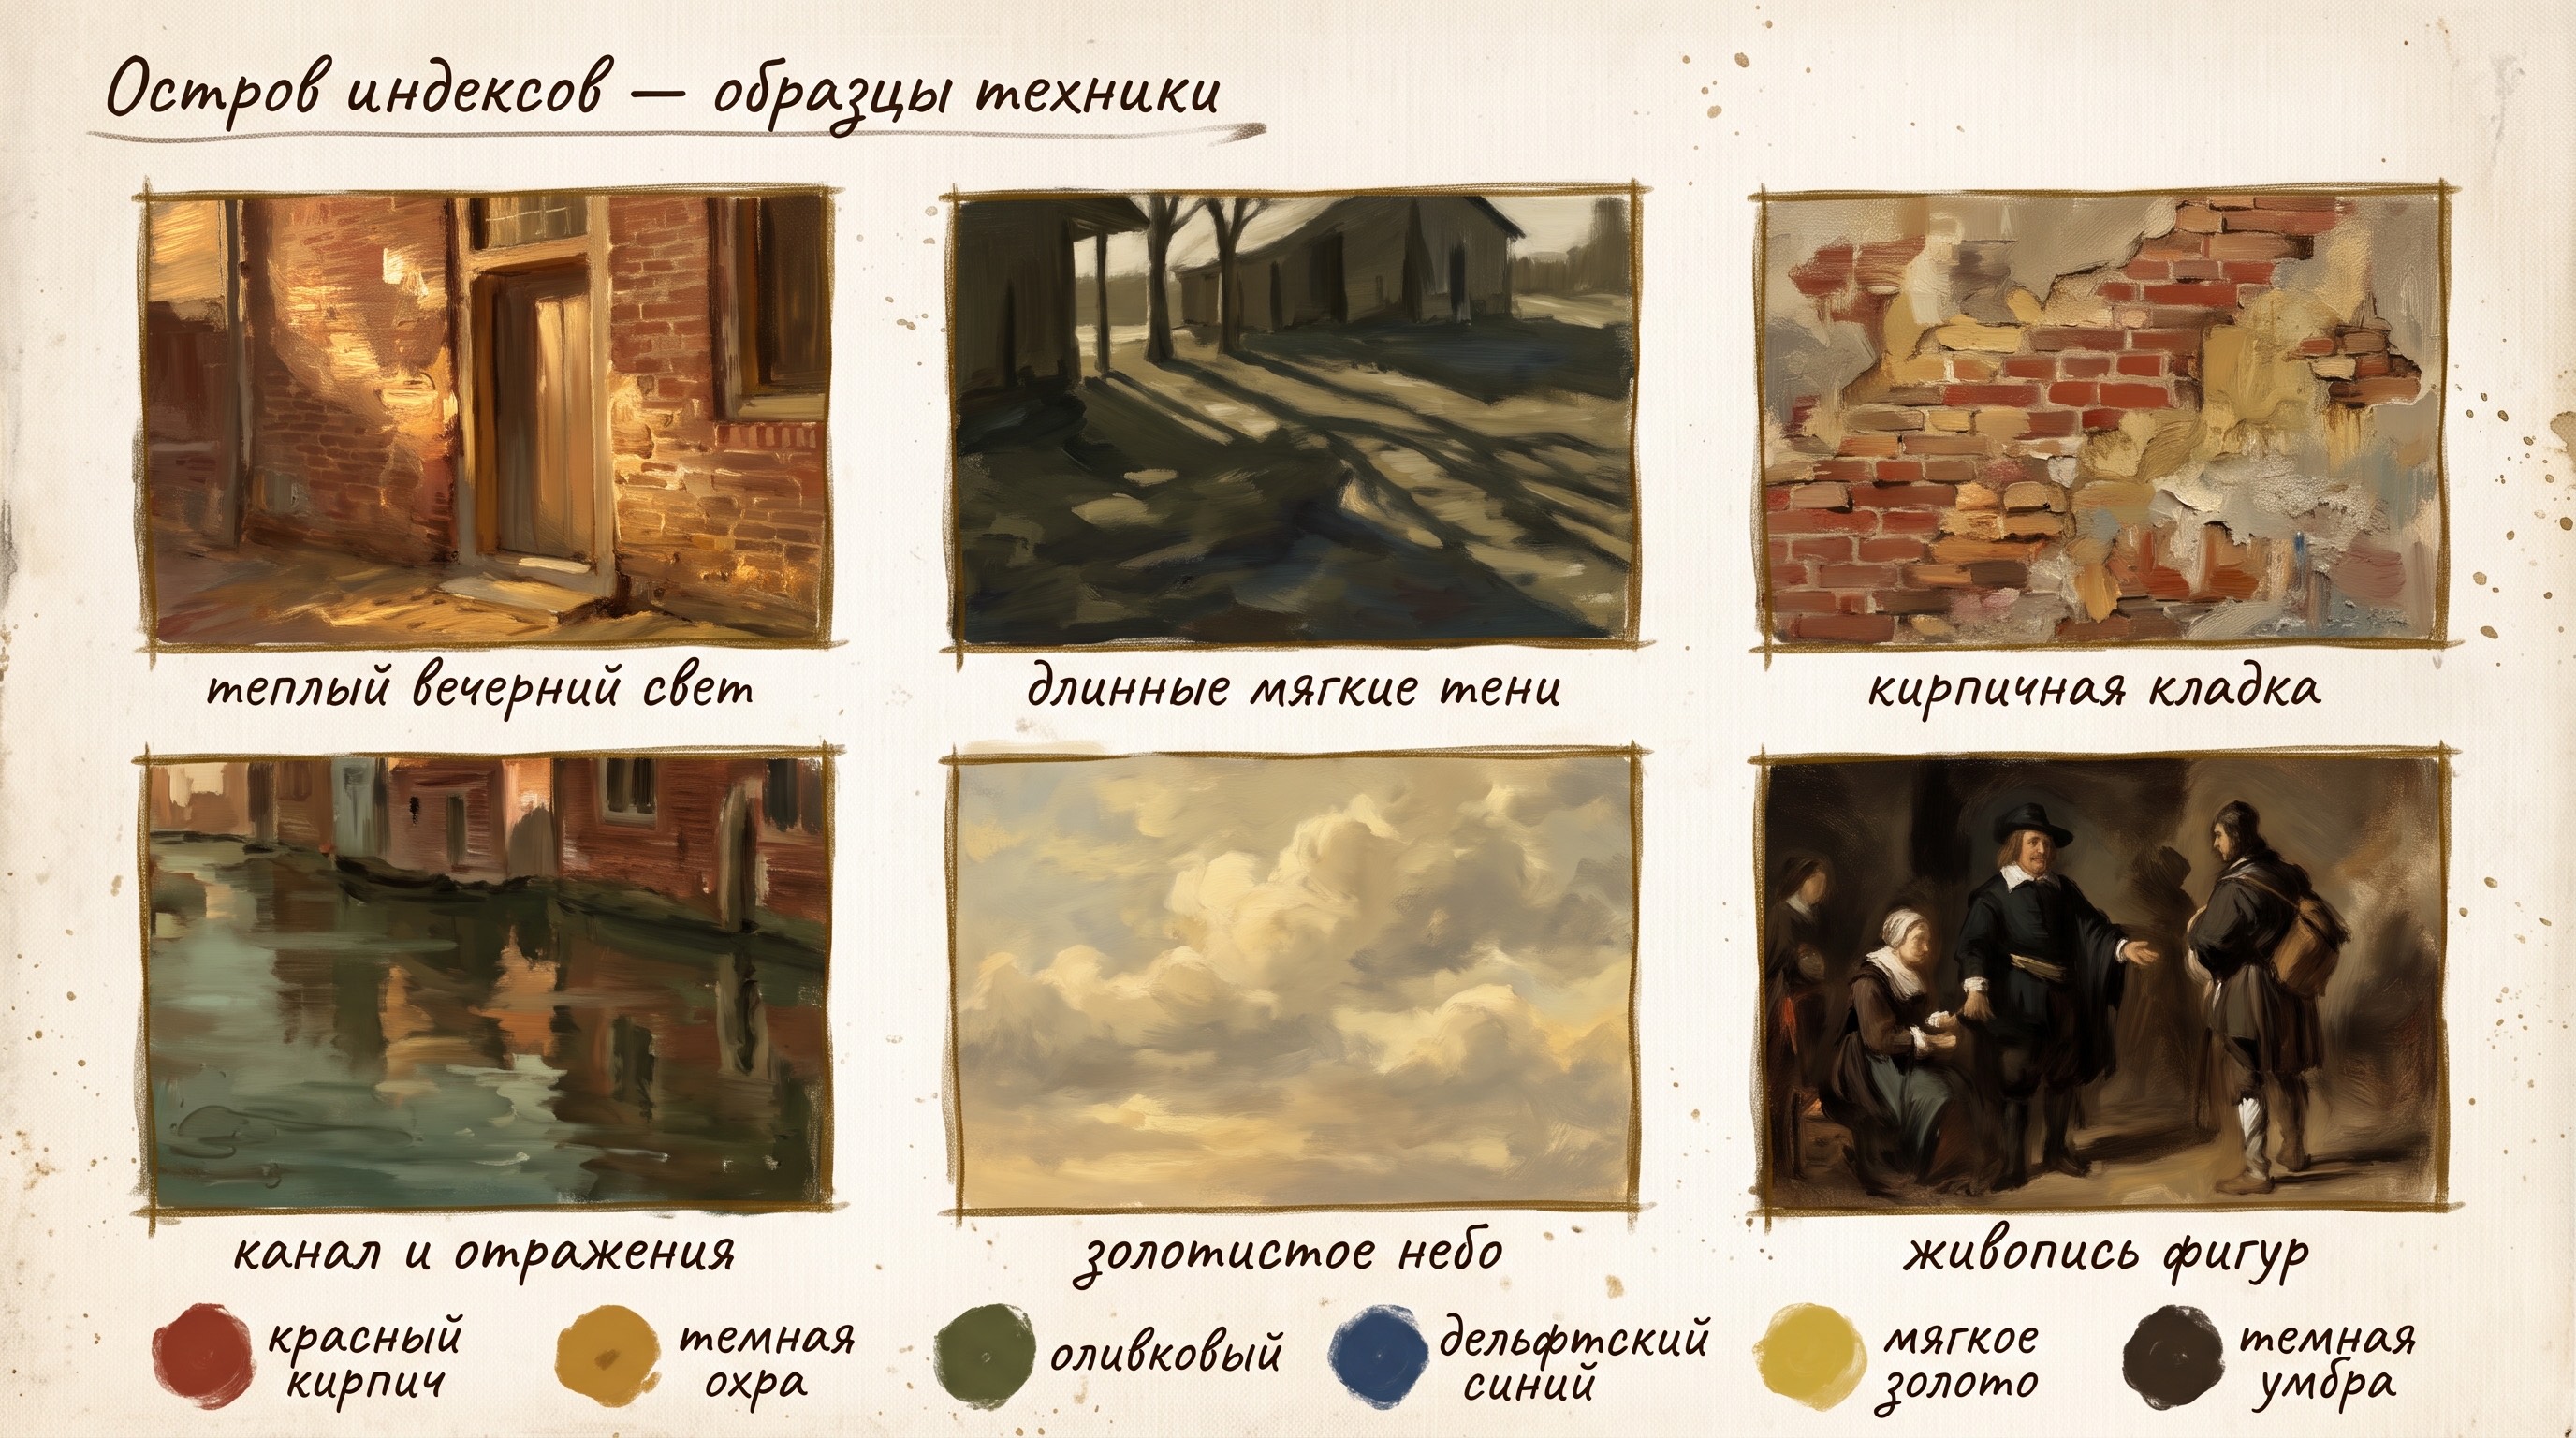 Остров индексов — образцы техники
теплый вечерний свет
длинные мягкие тени
кирпичная кладка
канал и отражения
золотистое небо
живопись фигур
красный
кирпич
темная
охра
оливковый
дельфтский
синий
мягкое
золото
темная
умбра